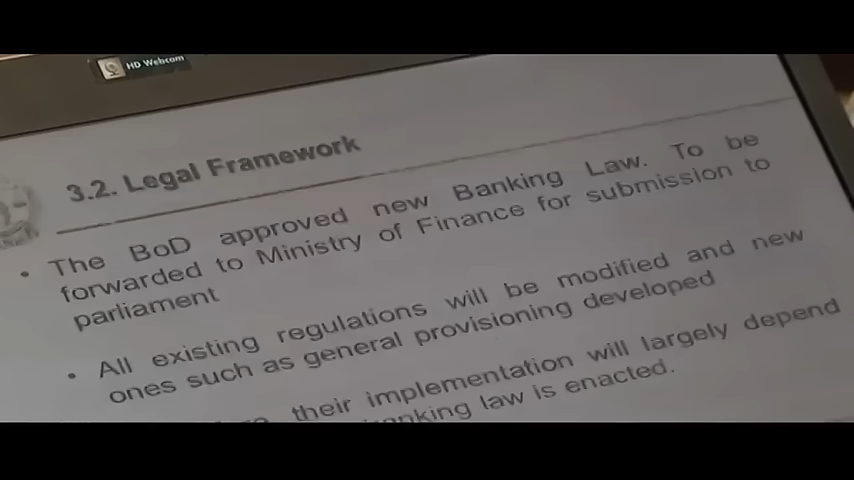 HD Webcam
3.2. Legal Framework
• The BoD approved new Banking Law. To be
forwarded to Ministry of Finance for submission to
parliament
• All existing regulations will be modified and new
ones such as general provisioning developed
their implementation will largely depend
banking law is enacted.